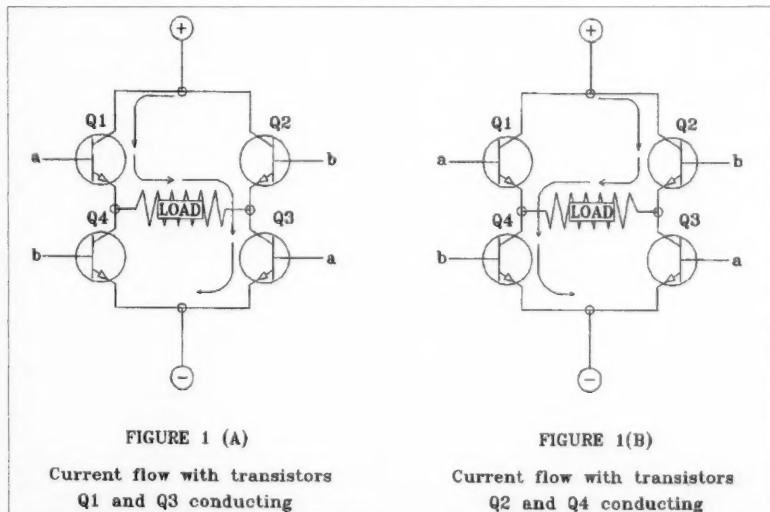 + +
Q1 Q2 Q1 Q2
a b a b
LOAD LOAD
Q4 Q3 Q4 Q3
b a b a
− −
FIGURE 1 (A)
Current flow with transistors
Q1 and Q3 conducting
FIGURE 1(B)
Current flow with transistors
Q2 and Q4 conducting